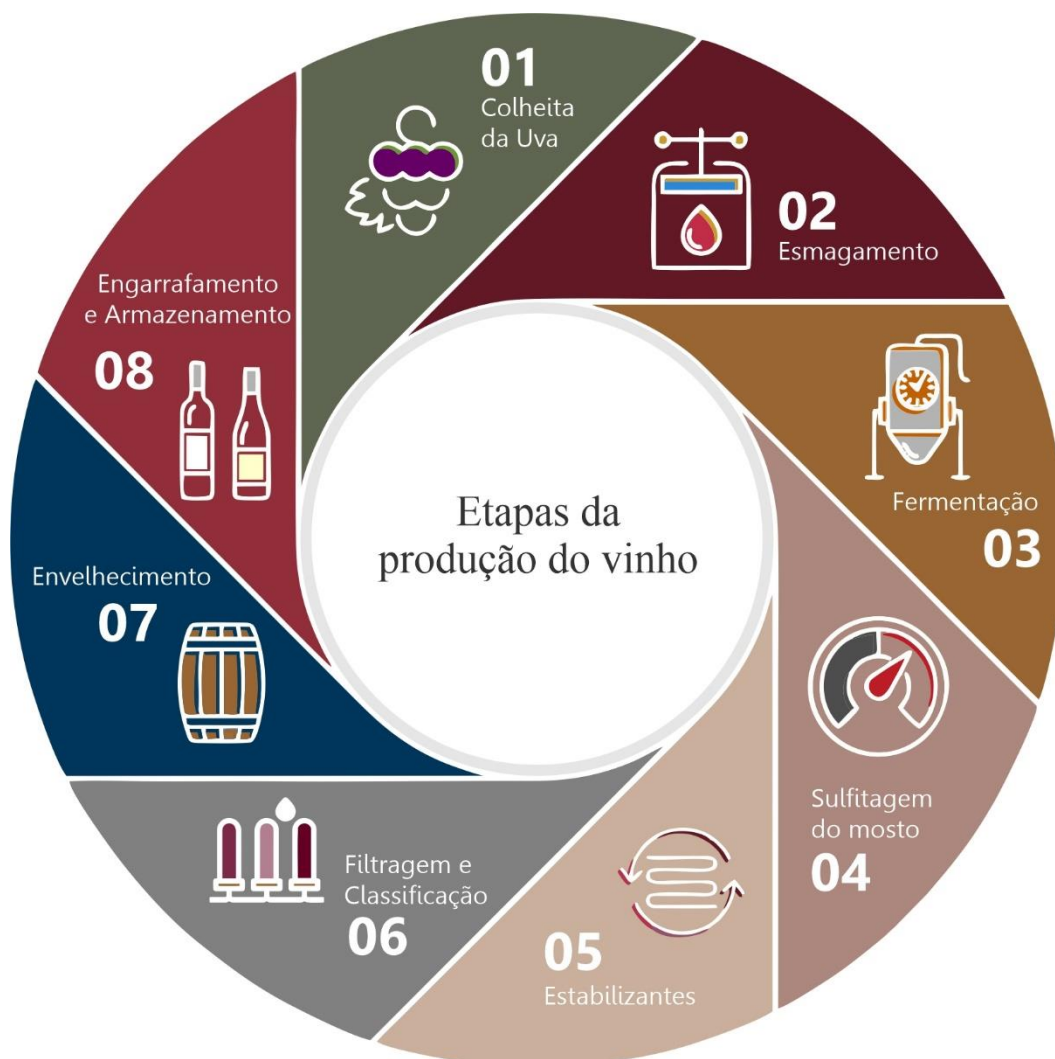 01
Colheita
da Uva
02
Esmagamento
Fermentação
03
Sulfitagem
do mosto
04
05
Estabilizantes
Filtragem e
Classificação
06
Envelhecimento
07
Engarrafamento
e Armazenamento
08
Etapas da
produção do vinho